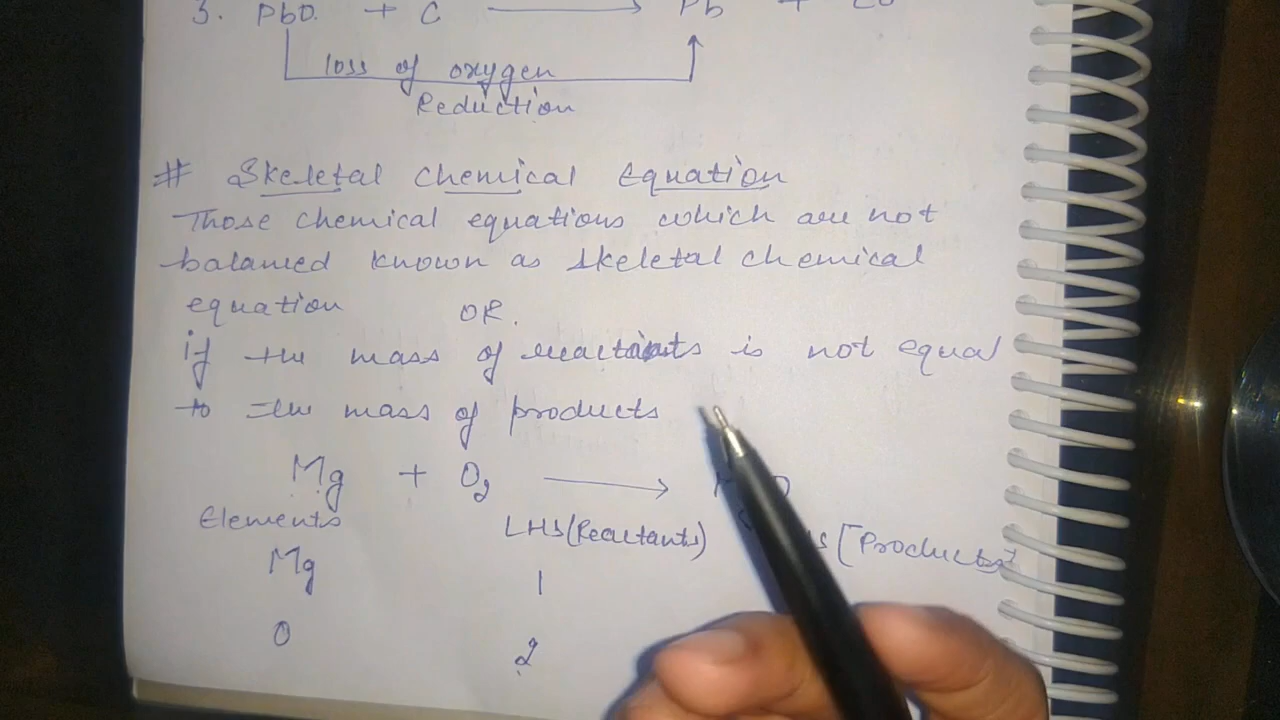 3. PbO + C → Pb + CO
loss of oxygen
Reduction
# Skeletal Chemical Equation
Those chemical equations which are not
balanced known as skeletal chemical
equation OR.
if the mass of reactants is not equal
to the mass of products
Mg + O₂ →
Elements LHS (Reactants) [Products]
Mg 1
O 2